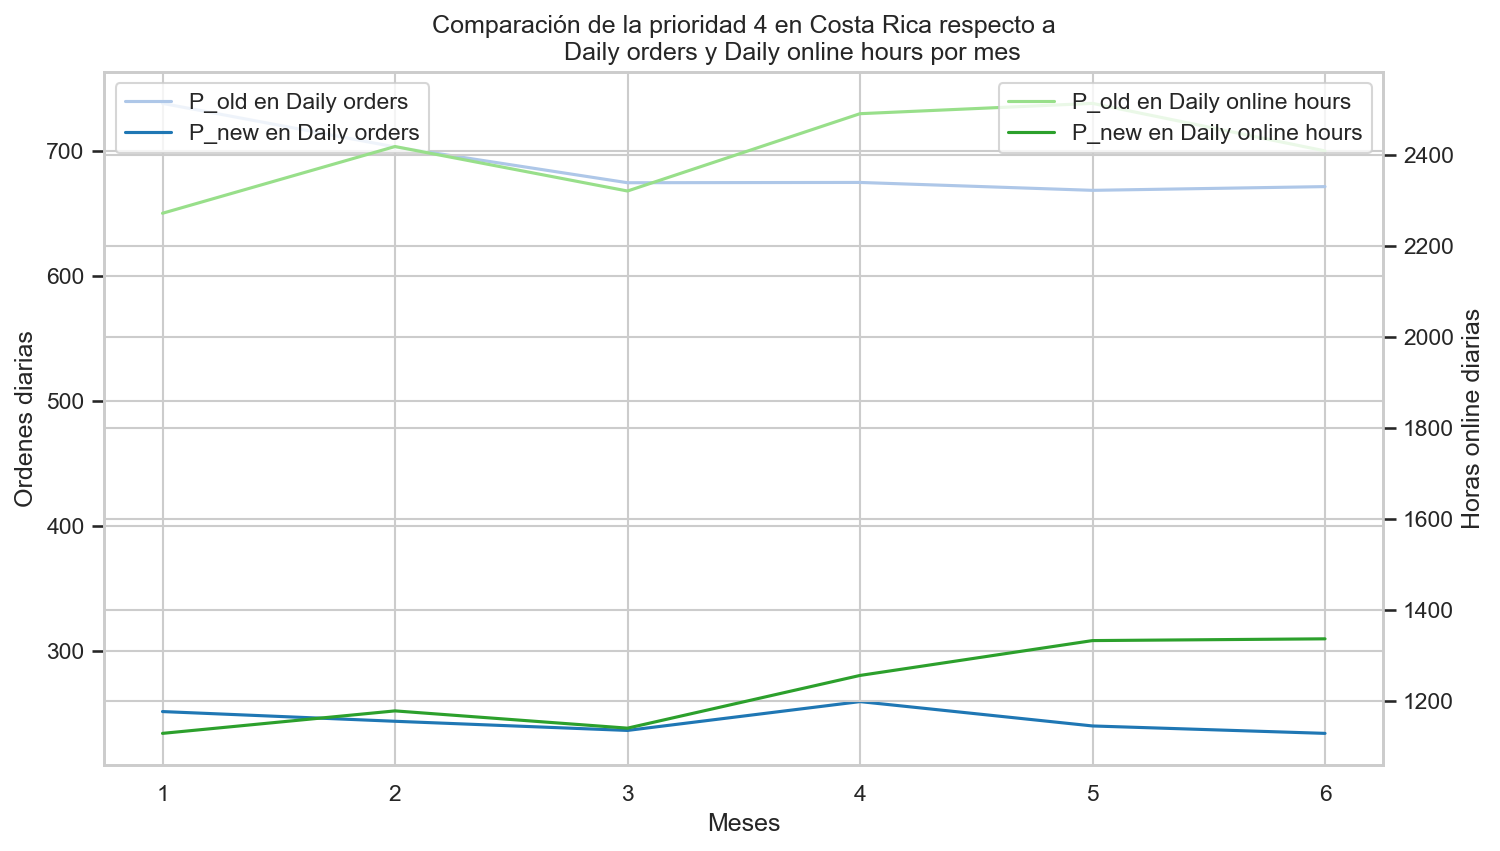 Comparación de la prioridad 4 en Costa Rica respecto a
Daily orders y Daily online hours por mes
P_old en Daily orders
P_new en Daily orders
P_old en Daily online hours
P_new en Daily online hours
Ordenes diarias
700
600
500
400
300
Horas online diarias
2400
2200
2000
1800
1600
1400
1200
1 2 3 4 5 6
Meses